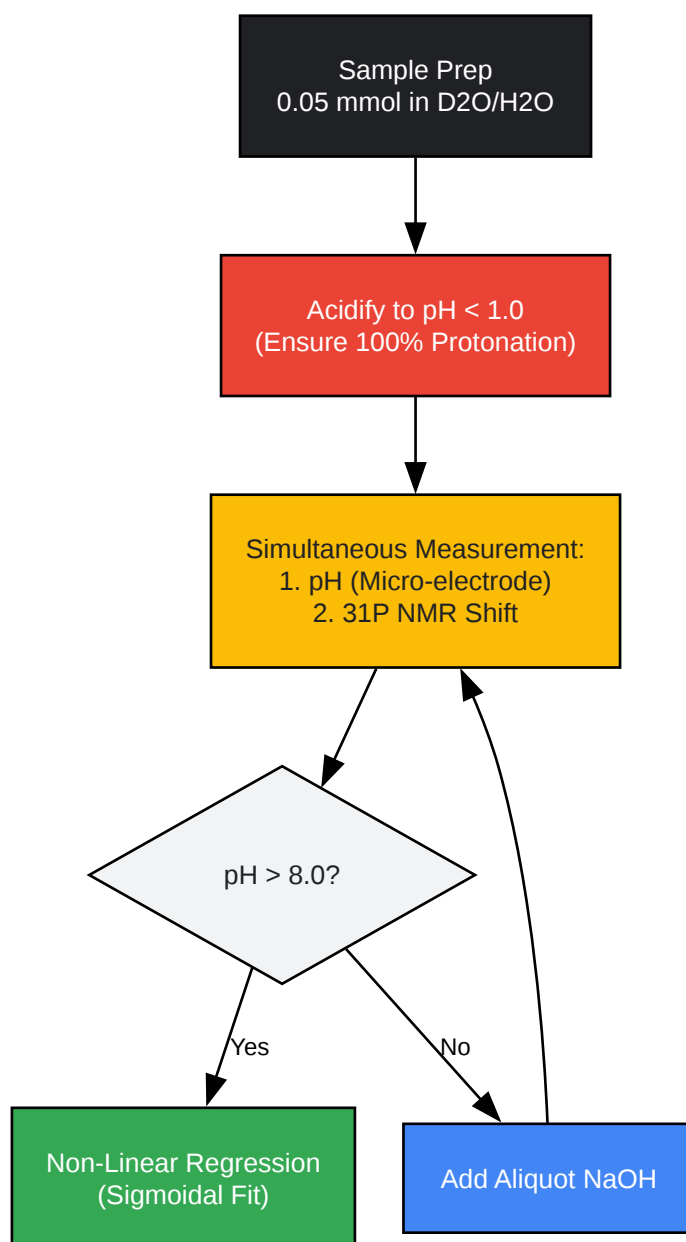 Sample Prep
0.05 mmol in D2O/H2O
Acidify to pH < 1.0
(Ensure 100% Protonation)
Simultaneous Measurement:
1. pH (Micro-electrode)
2. 31P NMR Shift
pH > 8.0?
Yes
No
Non-Linear Regression
(Sigmoidal Fit)
Add Aliquot NaOH